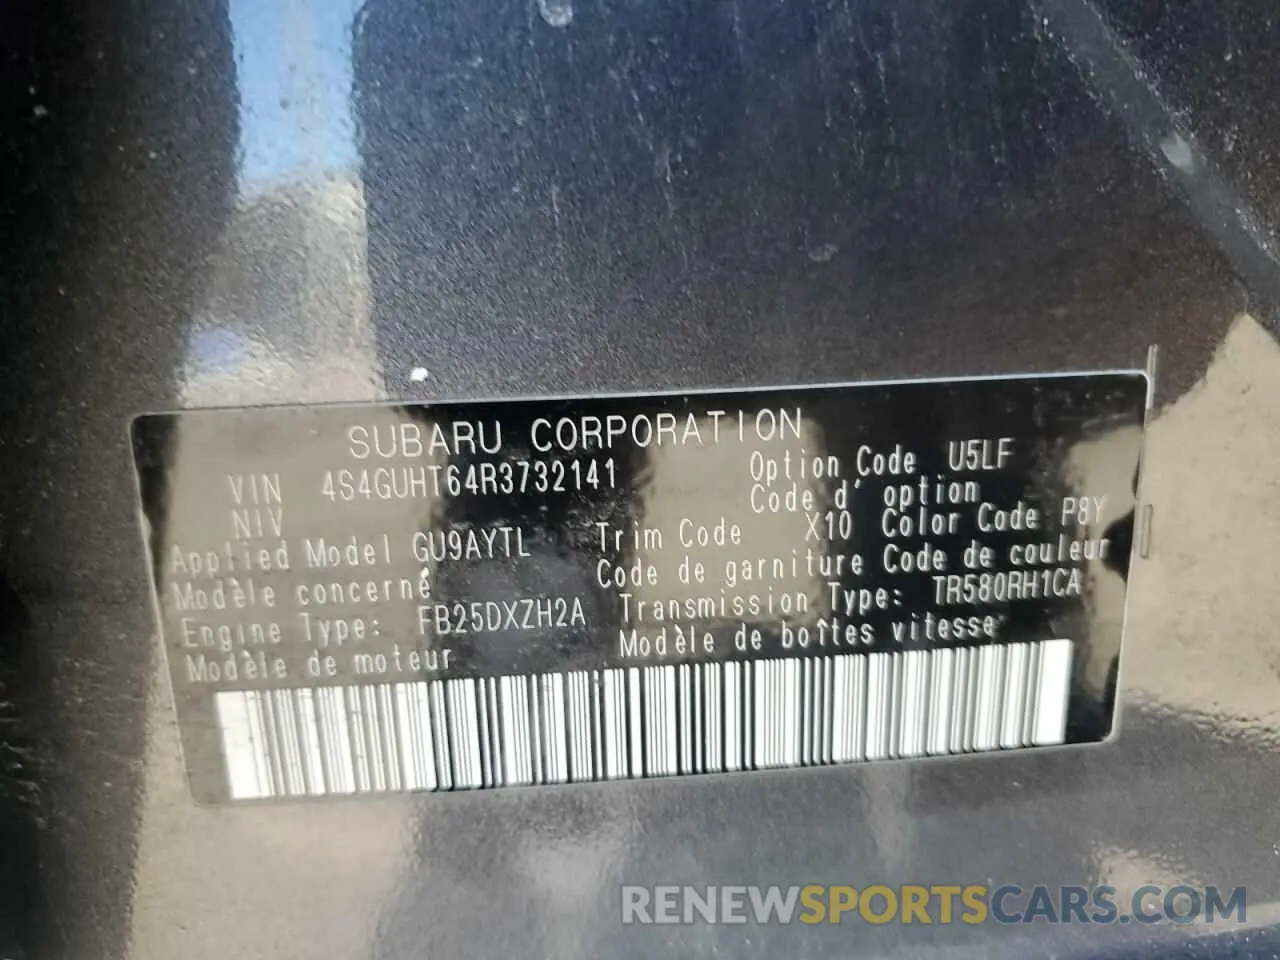 SUBARU CORPORATION
VIN 4S4GUHT64R3732141 Option Code U5LF
NIV Code d' option
Applied Model GU9AYTL Trim Code X10 Color Code P8Y
Modèle concerné Code de garniture Code de couleur
Engine Type: FB25DXZH2A Transmission Type: TR580RH1CA
Modèle de moteur Modèle de boîtes vitesse
RENEWSPORTSCARS.COM